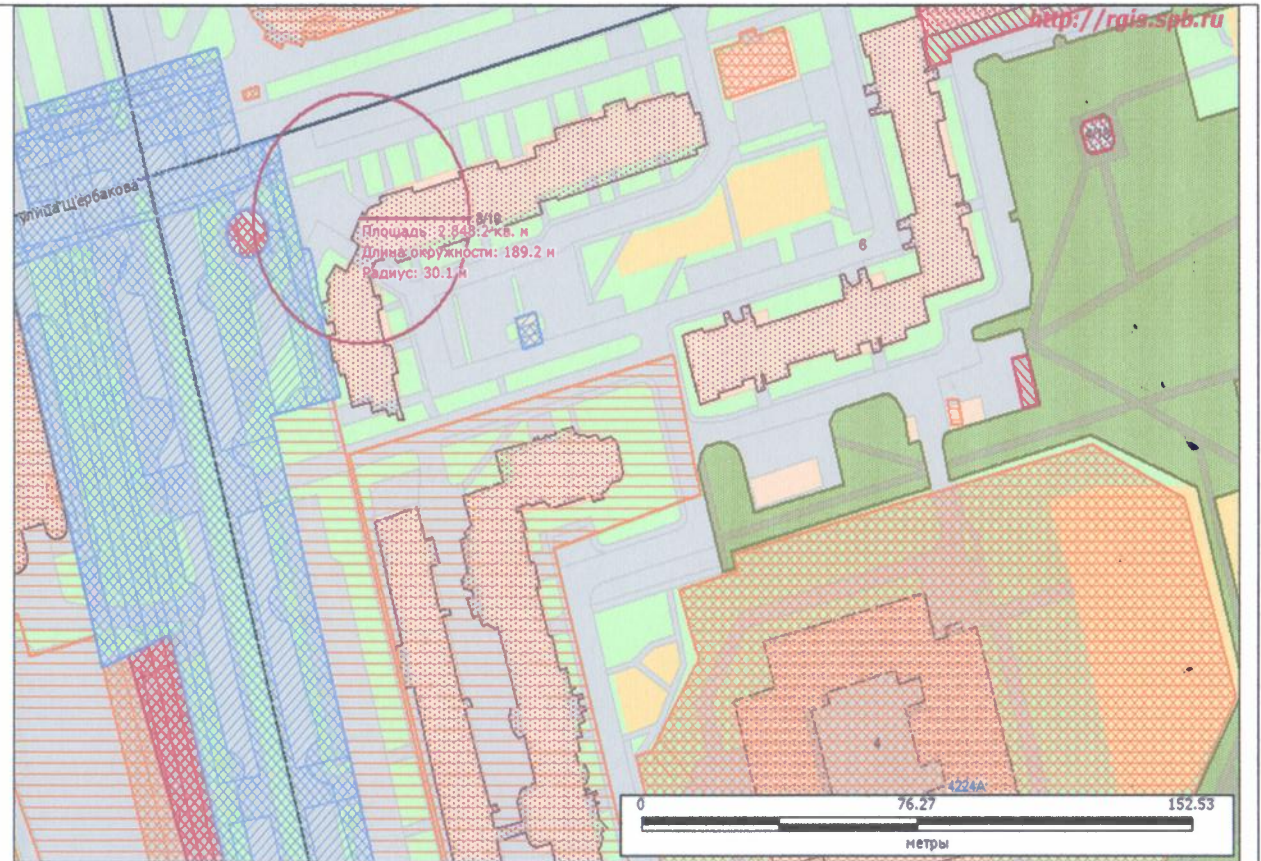 http://rgis.spb.ru
улица Щербакова
8/18
Площадь: 2 848.2 кв. м
Длина окружности: 189.2 м
Радиус: 30.1 м
6
4
4224А
0 76.27 152.53
метры